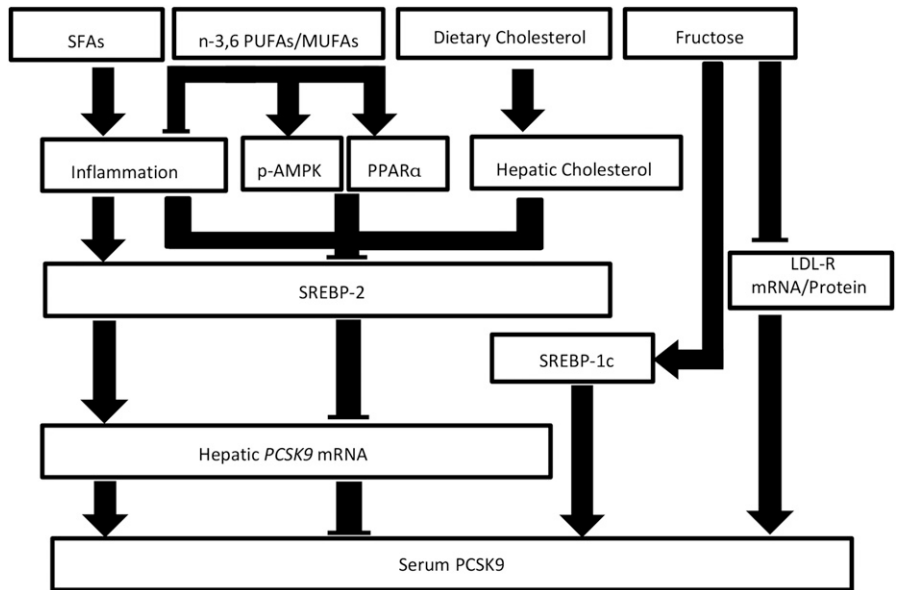 SFAs
n-3,6 PUFAs/MUFAs
Dietary Cholesterol
Fructose
Inflammation
p-AMPK
PPARα
Hepatic Cholesterol
LDL-R
mRNA/Protein
SREBP-2
SREBP-1c
Hepatic PCSK9 mRNA
Serum PCSK9